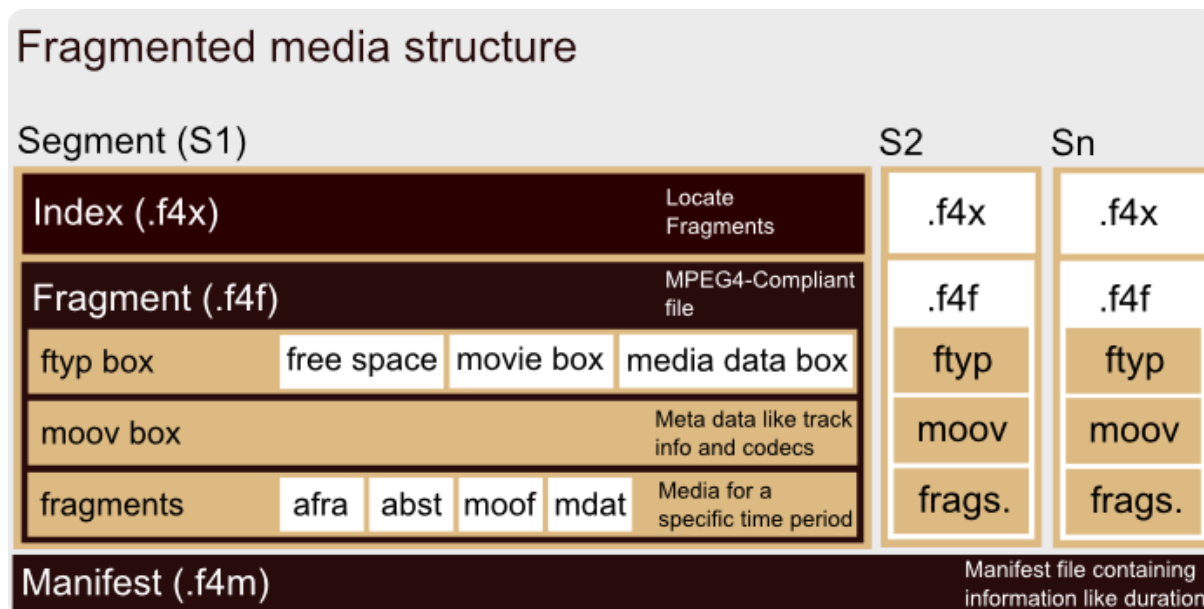 Fragmented media structure
Segment (S1)
S2
Sn
Index (.f4x)
Locate
Fragments
.f4x
.f4x
Fragment (.f4f)
MPEG4-Compliant
file
.f4f
.f4f
ftyp box
free space
movie box
media data box
ftyp
ftyp
moov box
Meta data like track
info and codecs
moov
moov
fragments
afra
abst
moof
mdat
Media for a
specific time period
frags.
frags.
Manifest (.f4m)
Manifest file containing
information like duration